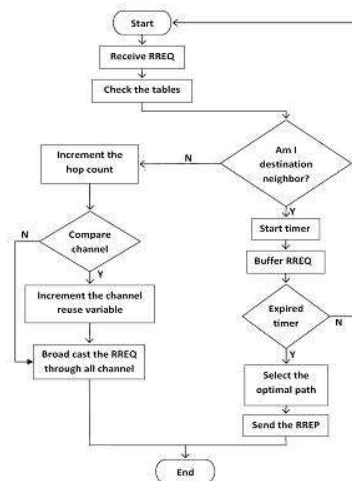 Start
Receive RREQ
Check the tables
Am I
destination
neighbor?
N
Y
Increment the
hop count
Compare
channel
N
Y
Increment the channel
reuse variable
Broad cast the RREQ
through all channel
Start timer
Buffer RREQ
Expired
timer
N
Y
Select the
optimal path
Send the RREP
End